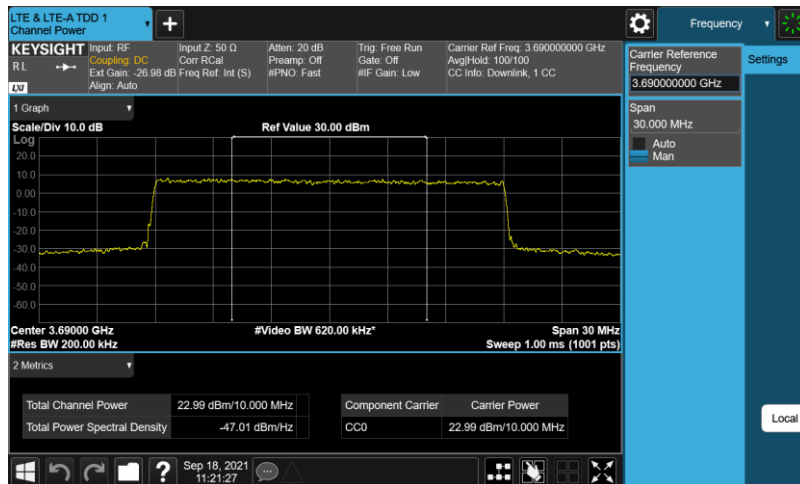 LTE & LTE-A TDD 1
Channel Power
Frequency
KEYSIGHT
R L
LXI
Input: RF
Coupling: DC
Ext Gain: -26.98 dB
Align: Auto
Input Z: 50 Ω
Corr RCal
Freq Ref: Int (S)
Atten: 20 dB
Preamp: Off
#PNO: Fast
Trig: Free Run
Gate: Off
#IF Gain: Low
Carrier Ref Freq: 3.690000000 GHz
Avg|Hold: 100/100
CC Info: Downlink, 1 CC
Carrier Reference
Frequency
3.690000000 GHz
Settings
Span
30.000 MHz
Auto
Man
1 Graph
Scale/Div 10.0 dB
Ref Value 30.00 dBm
Log
20.0
10.0
0.00
-10.0
-20.0
-30.0
-40.0
-50.0
-60.0
Center 3.69000 GHz
#Video BW 620.00 kHz*
Span 30 MHz
#Res BW 200.00 kHz
Sweep 1.00 ms (1001 pts)
2 Metrics
Total Channel Power 22.99 dBm/10.000 MHz
Total Power Spectral Density -47.01 dBm/Hz
Component Carrier Carrier Power
CC0 22.99 dBm/10.000 MHz
Local
?
Sep 18, 2021
11:21:27